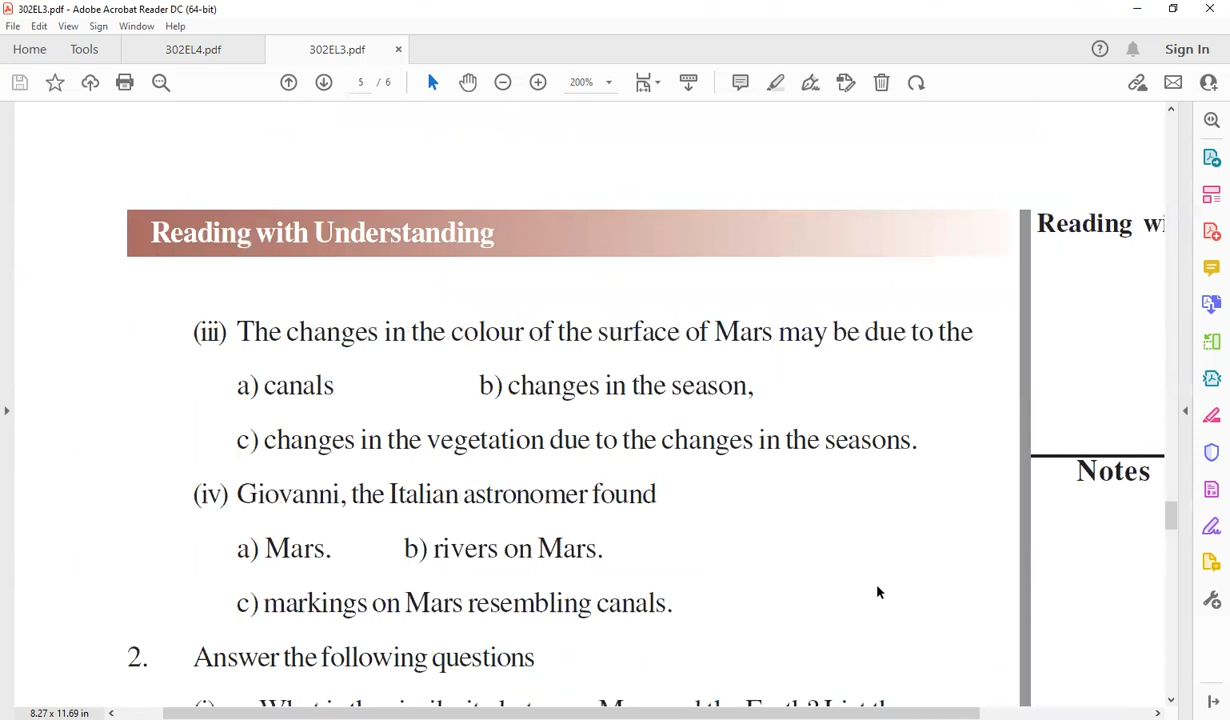 302EL3.pdf - Adobe Acrobat Reader DC (64-bit)
File Edit View Sign Window Help
Home Tools 302EL4.pdf 302EL3.pdf × Sign In
5 / 6 200%
Reading with Understanding
Reading wi
(iii) The changes in the colour of the surface of Mars may be due to the
a) canals b) changes in the season,
c) changes in the vegetation due to the changes in the seasons.
Notes
(iv) Giovanni, the Italian astronomer found
a) Mars. b) rivers on Mars.
c) markings on Mars resembling canals.
2. Answer the following questions
8.27 x 11.69 in